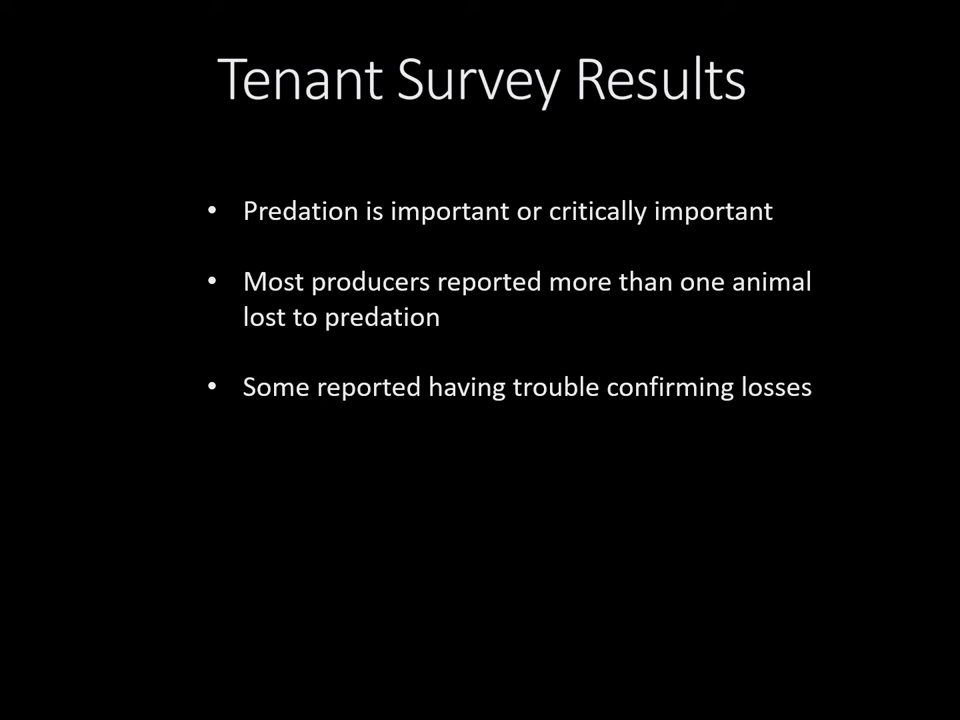 Tenant Survey Results
• Predation is important or critically important
• Most producers reported more than one animal
lost to predation
• Some reported having trouble confirming losses